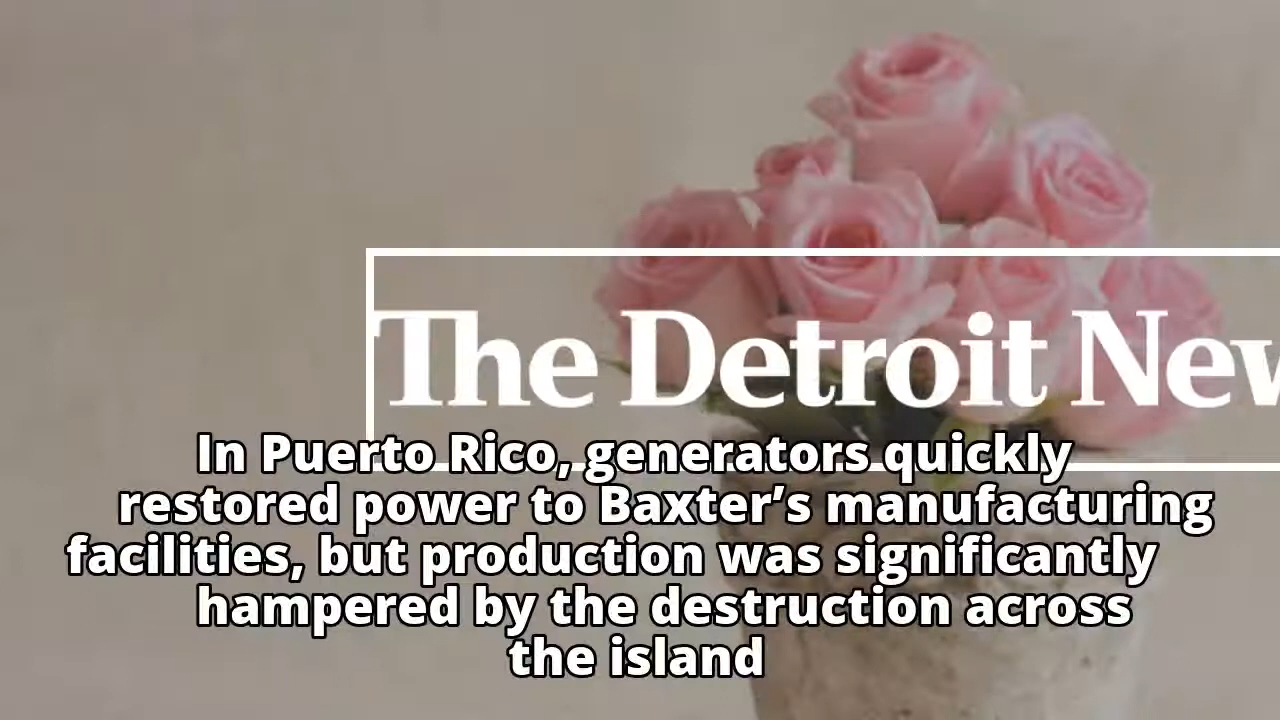 The Detroit New
In Puerto Rico, generators quickly
restored power to Baxter’s manufacturing
facilities, but production was significantly
hampered by the destruction across
the island